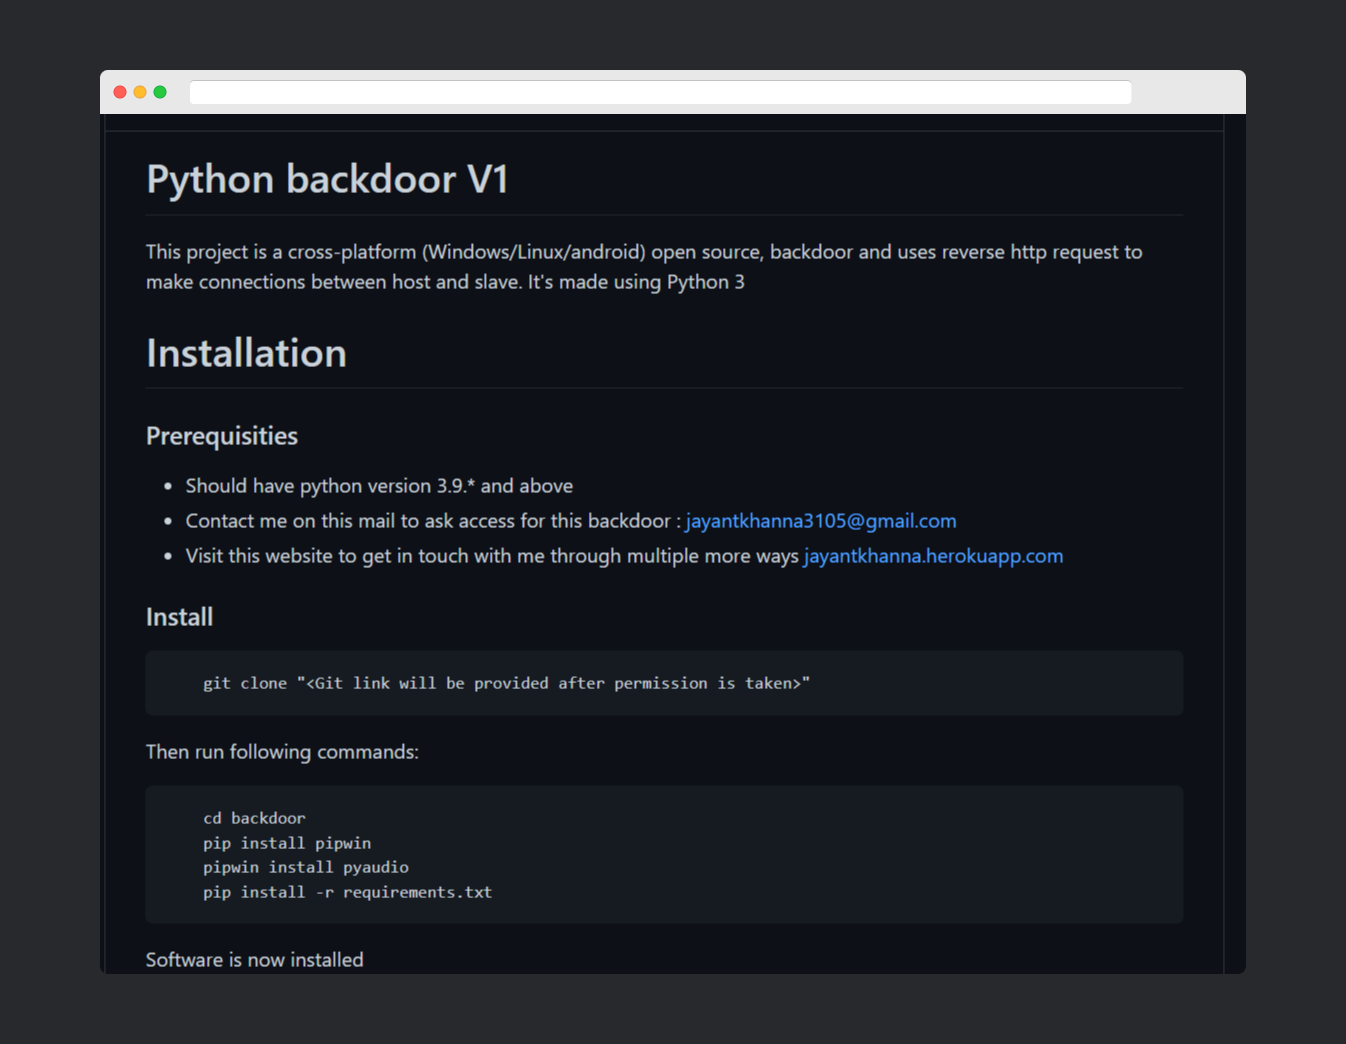 Python backdoor V1
This project is a cross-platform (Windows/Linux/android) open source, backdoor and uses reverse http request to
make connections between host and slave. It's made using Python 3
Installation
Prerequisities
Should have python version 3.9.* and above
Contact me on this mail to ask access for this backdoor : jayantkhanna3105@gmail.com
Visit this website to get in touch with me through multiple more ways jayantkhanna.herokuapp.com
Install
git clone "<Git link will be provided after permission is taken>"
Then run following commands:
cd backdoor
pip install pipwin
pipwin install pyaudio
pip install -r requirements.txt
Software is now installed